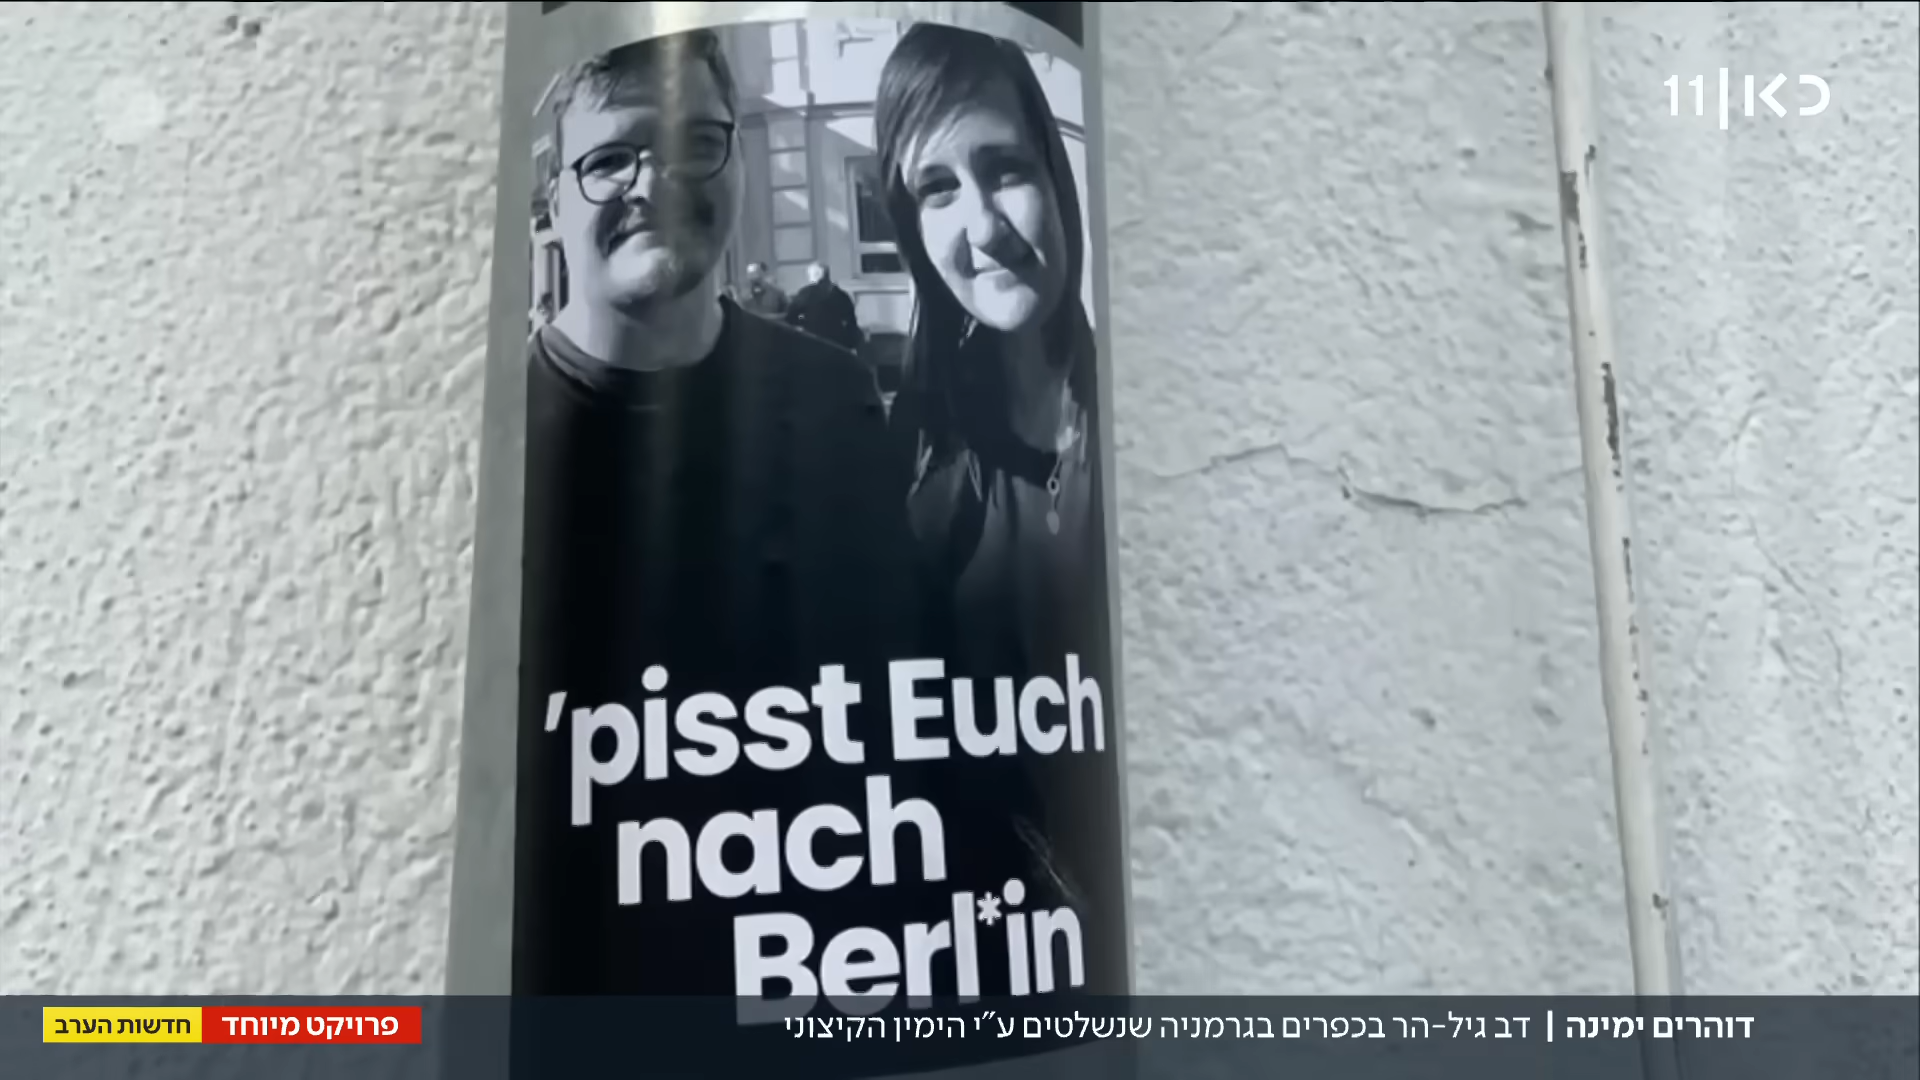 כאן|11
'pisst Euch
nach
Berl*in
דוהרים ימינה | דב גיל-הר בכפרים בגרמניה שנשלטים ע"י הימין הקיצוני
פרויקט מיוחד
חדשות הערב